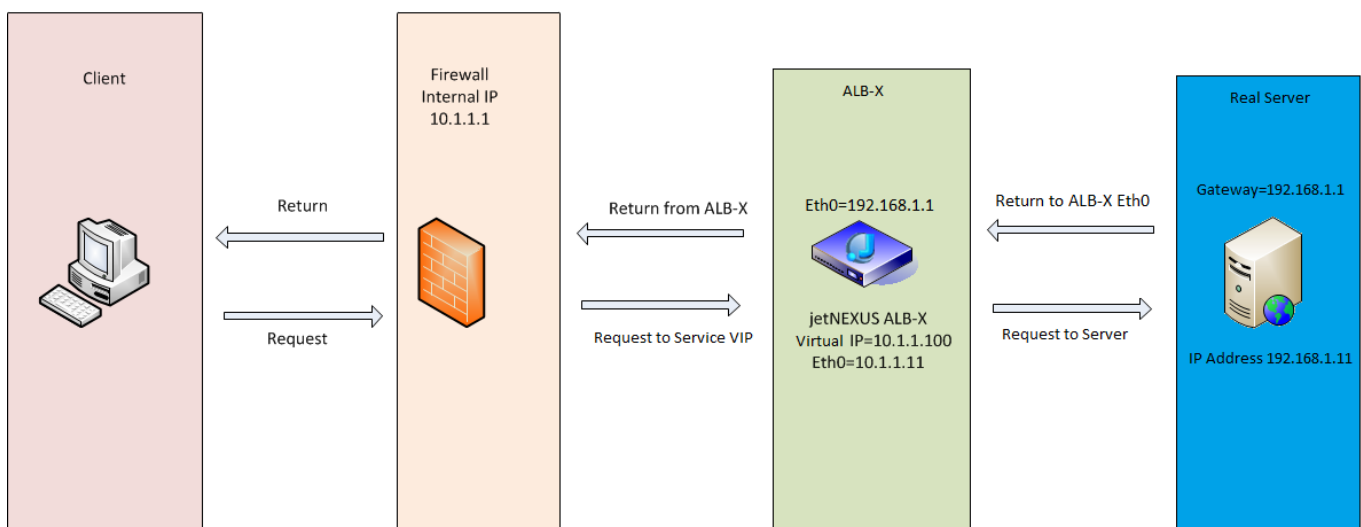 Client
Return
Request
Firewall
Internal IP
10.1.1.1
Return from ALB-X
Request to Service VIP
ALB-X
Eth0=192.168.1.1
jetNEXUS ALB-X
Virtual IP=10.1.1.100
Eth0=10.1.1.11
Return to ALB-X Eth0
Request to Server
Real Server
Gateway=192.168.1.1
IP Address 192.168.1.11